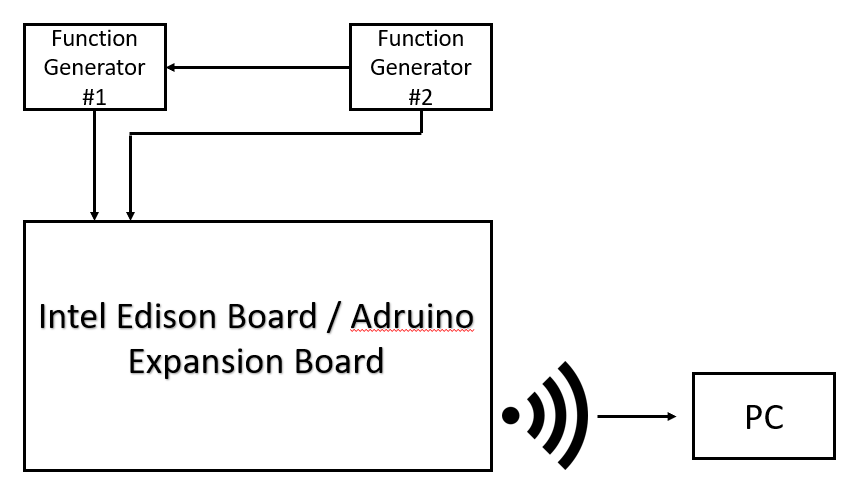 Function
Generator
#1
Function
Generator
#2
Intel Edison Board / Adruino
Expansion Board
PC